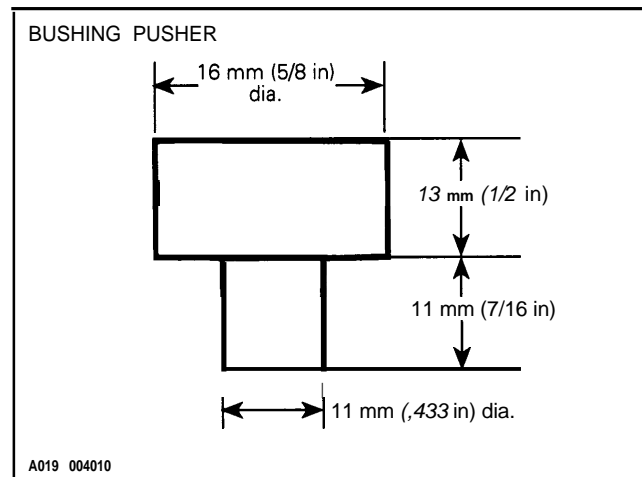 BUSHING PUSHER
16 mm (5/8 in)
dia.
13 mm (1/2 in)
11 mm (7/16 in)
11 mm (,433 in) dia.
A019 004010